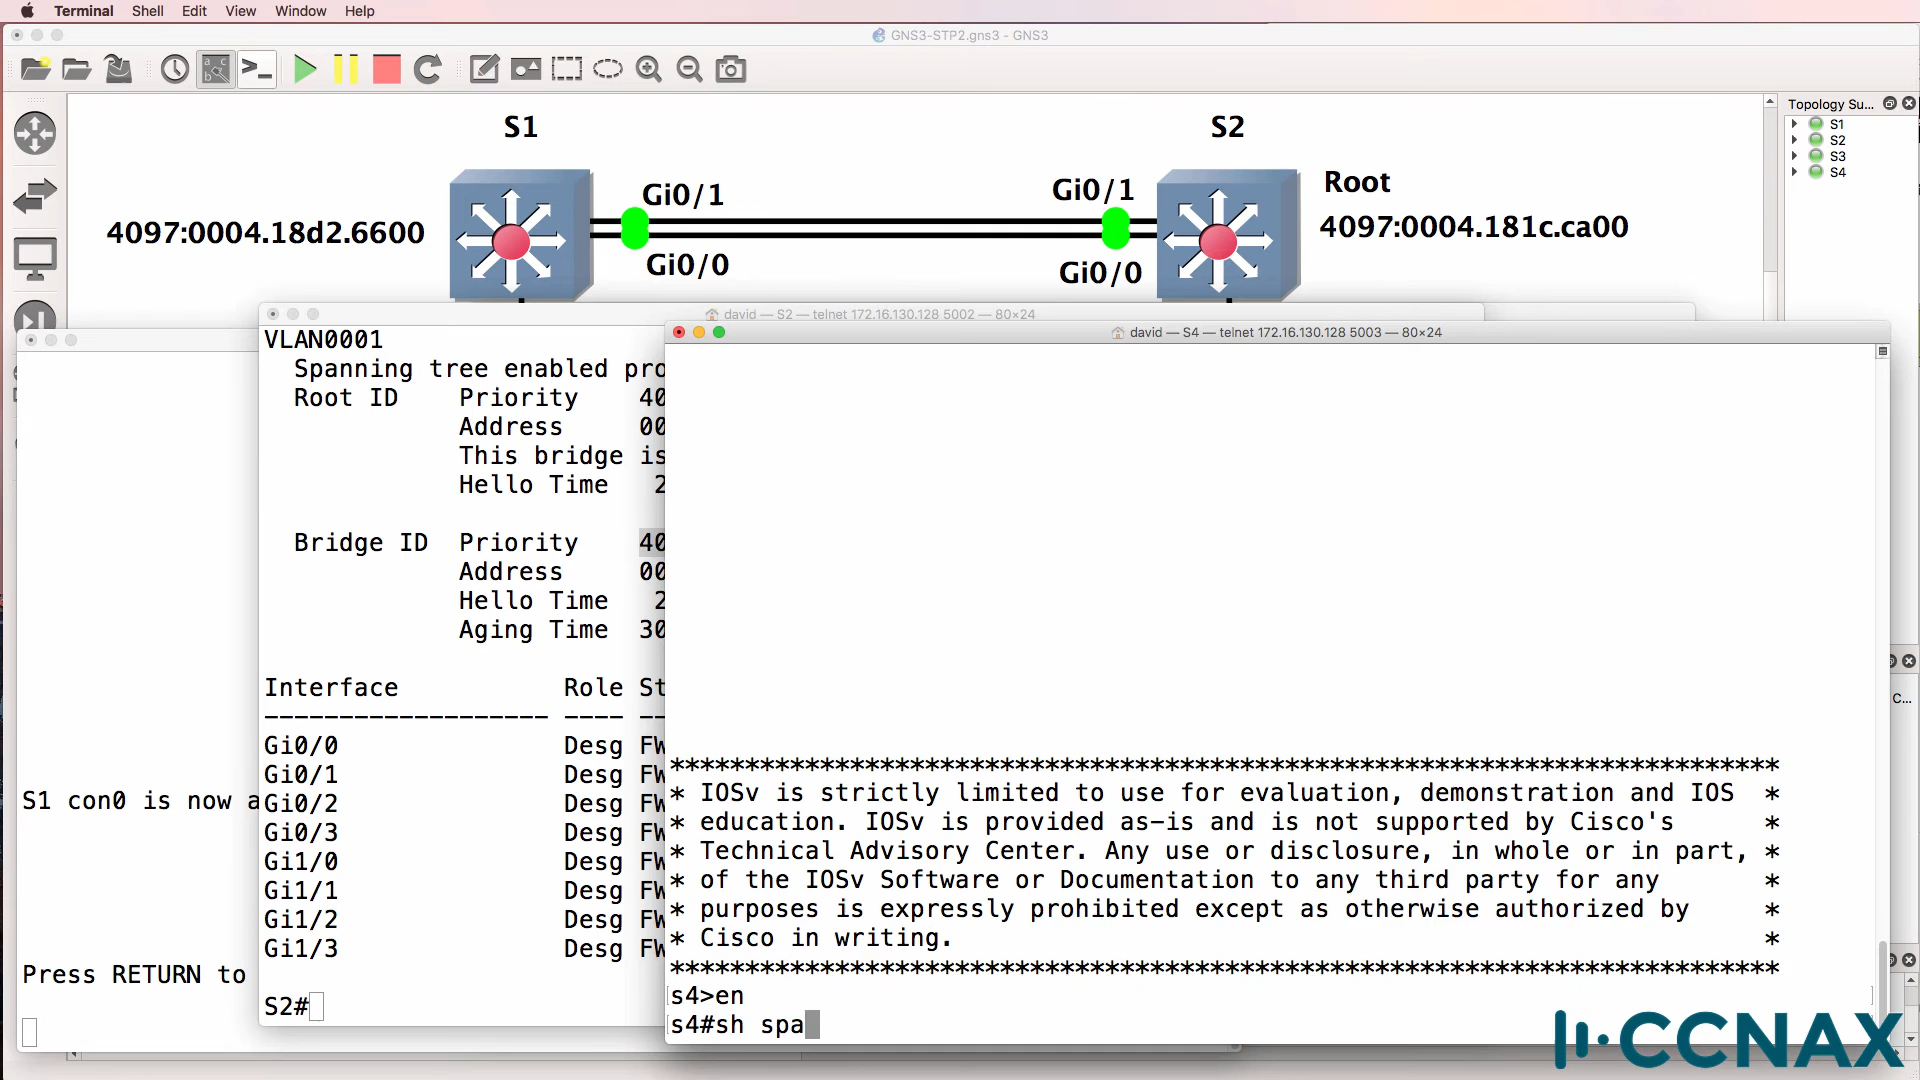 Terminal Shell Edit View Window Help
GNS3-STP2.gns3 - GNS3
Topology Su...
S1
S2
S3
S4
S1
S2
Gi0/1
Gi0/1
Root
4097:0004.18d2.6600
4097:0004.181c.ca00
Gi0/0
Gi0/0
david — S2 — telnet 172.16.130.128 5002 — 80×24
VLAN0001
Spanning tree enabled pro
Root ID Priority 40
Address 00
This bridge is
Hello Time 2
Bridge ID Priority 40
Address 00
Hello Time 2
Aging Time 30
Interface Role St
------------------- ---- --
Gi0/0 Desg FW
Gi0/1 Desg FW
Gi0/2 Desg FW
Gi0/3 Desg FW
Gi1/0 Desg FW
Gi1/1 Desg FW
Gi1/2 Desg FW
Gi1/3 Desg FW
S2#
S1 con0 is now a
Press RETURN to
david — S4 — telnet 172.16.130.128 5003 — 80×24
**************************************************************************
* IOSv is strictly limited to use for evaluation, demonstration and IOS *
* education. IOSv is provided as-is and is not supported by Cisco's *
* Technical Advisory Center. Any use or disclosure, in whole or in part, *
* of the IOSv Software or Documentation to any third party for any *
* purposes is expressly prohibited except as otherwise authorized by *
* Cisco in writing. *
**************************************************************************
s4>en
s4#sh spa
C...
CCNAX